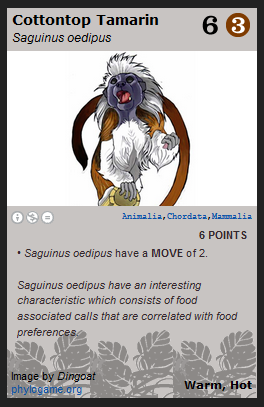 Cottontop Tamarin
6 3
Saguinus oedipus
Animalia,Chordata,Mammalia
6 POINTS
• Saguinus oedipus have a MOVE of 2.
Saguinus oedipus have an interesting
characteristic which consists of food
associated calls that are correlated with food
preferences.
Image by Dingoat
phylogame.org
Warm, Hot